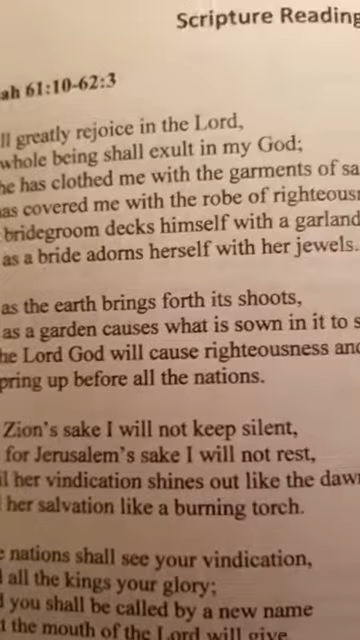 Scripture Reading
ah 61:10-62:3
ll greatly rejoice in the Lord,
whole being shall exult in my God;
he has clothed me with the garments of sa
as covered me with the robe of righteous
bridegroom decks himself with a garland
as a bride adorns herself with her jewels.
as the earth brings forth its shoots,
as a garden causes what is sown in it to s
he Lord God will cause righteousness and
pring up before all the nations.
Zion's sake I will not keep silent,
for Jerusalem's sake I will not rest,
il her vindication shines out like the dawn
her salvation like a burning torch.
e nations shall see your vindication,
all the kings your glory;
d you shall be called by a new name
t the mouth of the Lord will give